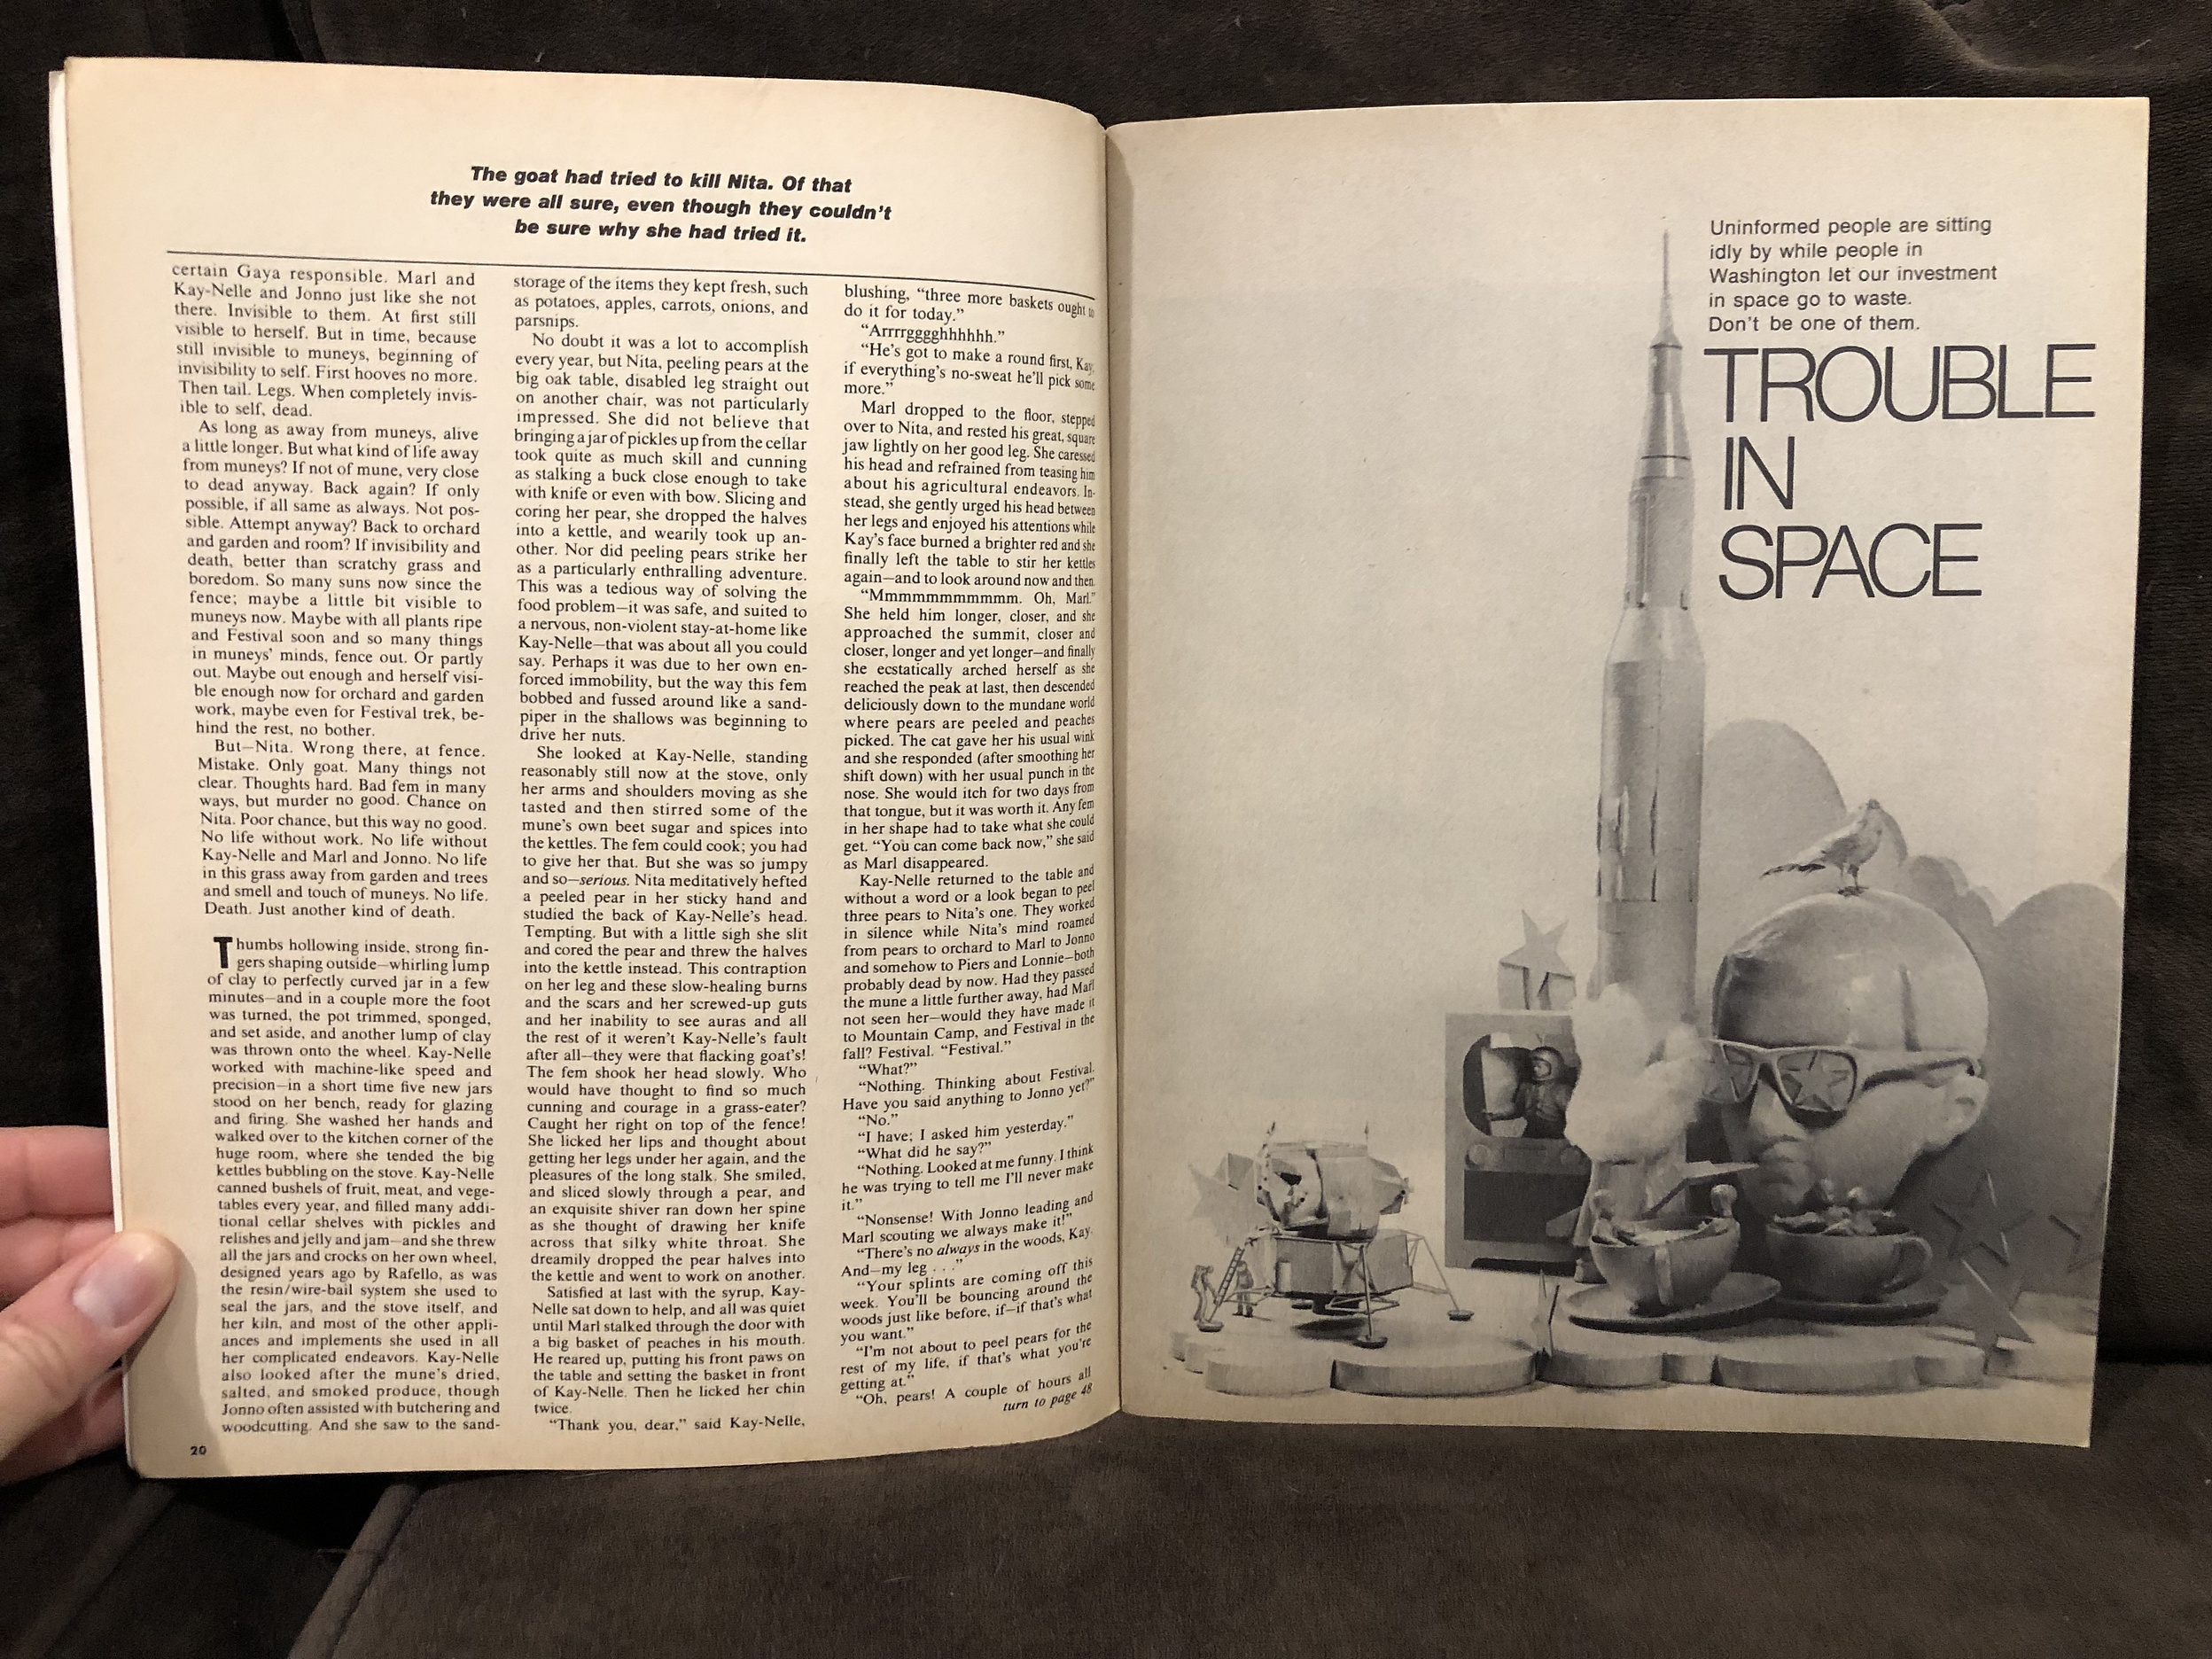 The goat had tried to kill Nita. Of that
they were all sure, even though they couldn't
be sure why she had tried it.
certain Gaya responsible. Marl and
Kay-Nelle and Jonno just like she not
there. Invisible to them. At first still
visible to herself. But in time, because
still invisible to muneys, beginning of
invisibility to self. First hooves no more.
Then tail. Legs. When completely invis-
ible to self, dead.
As long as away from muneys, alive
a little longer. But what kind of life away
from muneys? If not of mune, very close
to dead anyway. Back again? If only
possible, if all same as always. Not pos-
sible. Attempt anyway? Back to orchard
and garden and room? If invisibility and
death, better than scratchy grass and
boredom. So many suns now since the
fence; maybe a little bit visible to
muneys now. Maybe with all plants ripe
and Festival soon and so many things
in muneys' minds, fence out. Or partly
out. Maybe out enough and herself visi-
ble enough now for orchard and garden
work, maybe even for Festival trek, be-
hind the rest, no bother.
But—Nita. Wrong there, at fence.
Mistake. Only goat. Many things not
clear. Thoughts hard. Bad fem in many
ways, but murder no good. Chance on
Nita. Poor chance, but this way no good.
No life without work. No life without
Kay-Nelle and Marl and Jonno. No life
in this grass away from garden and trees
and smell and touch of muneys. No life.
Death. Just another kind of death.
Thumbs hollowing inside, strong fin-
gers shaping outside—whirling lump
of clay to perfectly curved jar in a few
minutes—and in a couple more the foot
was turned, the pot trimmed, sponged,
and set aside, and another lump of clay
was thrown onto the wheel. Kay-Nelle
worked with machine-like speed and
precision—in a short time five new jars
stood on her bench, ready for glazing
and firing. She washed her hands and
walked over to the kitchen corner of the
huge room, where she tended the big
kettles bubbling on the stove. Kay-Nelle
canned bushels of fruit, meat, and vege-
tables every year, and filled many addi-
tional cellar shelves with pickles and
relishes and jelly and jam—and she threw
all the jars and crocks on her own wheel,
designed years ago by Rafello, as was
the resin/wire-bail system she used to
seal the jars, and the stove itself, and
her kiln, and most of the other appli-
ances and implements she used in all
her complicated endeavors. Kay-Nelle
also looked after the mune's dried,
salted, and smoked produce, though
Jonno often assisted with butchering and
woodcutting. And she saw to the sand-
20
storage of the items they kept fresh, such
as potatoes, apples, carrots, onions, and
parsnips.
No doubt it was a lot to accomplish
every year, but Nita, peeling pears at the
big oak table, disabled leg straight out
on another chair, was not particularly
impressed. She did not believe that
bringing a jar of pickles up from the cellar
took quite as much skill and cunning
as stalking a buck close enough to take
with knife or even with bow. Slicing and
coring her pear, she dropped the halves
into a kettle, and wearily took up an-
other. Nor did peeling pears strike her
as a particularly enthralling adventure.
This was a tedious way of solving the
food problem—it was safe, and suited to
a nervous, non-violent stay-at-home like
Kay-Nelle—that was about all you could
say. Perhaps it was due to her own en-
forced immobility, but the way this fem
bobbed and fussed around like a sand-
piper in the shallows was beginning to
drive her nuts.
She looked at Kay-Nelle, standing
reasonably still now at the stove, only
her arms and shoulders moving as she
tasted and then stirred some of the
mune's own beet sugar and spices into
the kettles. The fem could cook; you had
to give her that. But she was so jumpy
and so—serious. Nita meditatively hefted
a peeled pear in her sticky hand and
studied the back of Kay-Nelle's head.
Tempting. But with a little sigh she slit
and cored the pear and threw the halves
into the kettle instead. This contraption
on her leg and these slow-healing burns
and the scars and her screwed-up guts
and her inability to see auras and all
the rest of it weren't Kay-Nelle's fault
after all—they were that flacking goat's!
The fem shook her head slowly. Who
would have thought to find so much
cunning and courage in a grass-eater?
Caught her right on top of the fence!
She licked her lips and thought about
getting her legs under her again, and the
pleasures of the long stalk. She smiled,
and sliced slowly through a pear, and
an exquisite shiver ran down her spine
as she thought of drawing her knife
across that silky white throat. She
dreamily dropped the pear halves into
the kettle and went to work on another.
Satisfied at last with the syrup, Kay-
Nelle sat down to help, and all was quiet
until Marl stalked through the door with
a big basket of peaches in his mouth.
He reared up, putting his front paws on
the table and setting the basket in front
of Kay-Nelle. Then he licked her chin
twice.
"Thank you, dear," said Kay-Nelle,
blushing, "three more baskets ought to
do it for today."
"Arrrrgggghhhhhh."
"He's got to make a round first, Kay,
if everything's no-sweat he'll pick some
more."
Marl dropped to the floor, stepped
over to Nita, and rested his great, square
jaw lightly on her good leg. She caressed
his head and refrained from teasing him
about his agricultural endeavors. In-
stead, she gently urged his head between
her legs and enjoyed his attentions while
Kay's face burned a brighter red and she
finally left the table to stir her kettles
again—and to look around now and then.
"Mmmmmmmmmmm. Oh, Marl."
She held him longer, closer, and she
approached the summit, closer and
closer, longer and yet longer—and finally
she ecstatically arched herself as she
reached the peak at last, then descended
deliciously down to the mundane world
where pears are peeled and peaches
picked. The cat gave her his usual wink
and she responded (after smoothing her
shift down) with her usual punch in the
nose. She would itch for two days from
that tongue, but it was worth it. Any fem
in her shape had to take what she could
get. "You can come back now," she said
as Marl disappeared.
Kay-Nelle returned to the table and
without a word or a look began to peel
three pears to Nita's one. They worked
in silence while Nita's mind roamed
from pears to orchard to Marl to Jonno
and somehow to Piers and Lonnie—both
probably dead by now. Had they passed
the mune a little further away, had Marl
not seen her—would they have made it
to Mountain Camp, and Festival in the
fall? Festival. "Festival."
"What?"
"Nothing. Thinking about Festival.
Have you said anything to Jonno yet?"
"No."
"I have; I asked him yesterday."
"What did he say?"
"Nothing. Looked at me funny. I think
he was trying to tell me I'll never make
it."
"Nonsense! With Jonno leading and
Marl scouting we always make it!"
"There's no always in the woods, Kay.
And—my leg . . ."
"Your splints are coming off this
week. You'll be bouncing around the
woods just like before, if—if that's what
you want."
"I'm not about to peel pears for the
rest of my life, if that's what you're
getting at."
"Oh, pears! A couple of hours all
turn to page 48
Uninformed people are sitting
idly by while people in
Washington let our investment
in space go to waste.
Don't be one of them.
TROUBLE
IN
SPACE